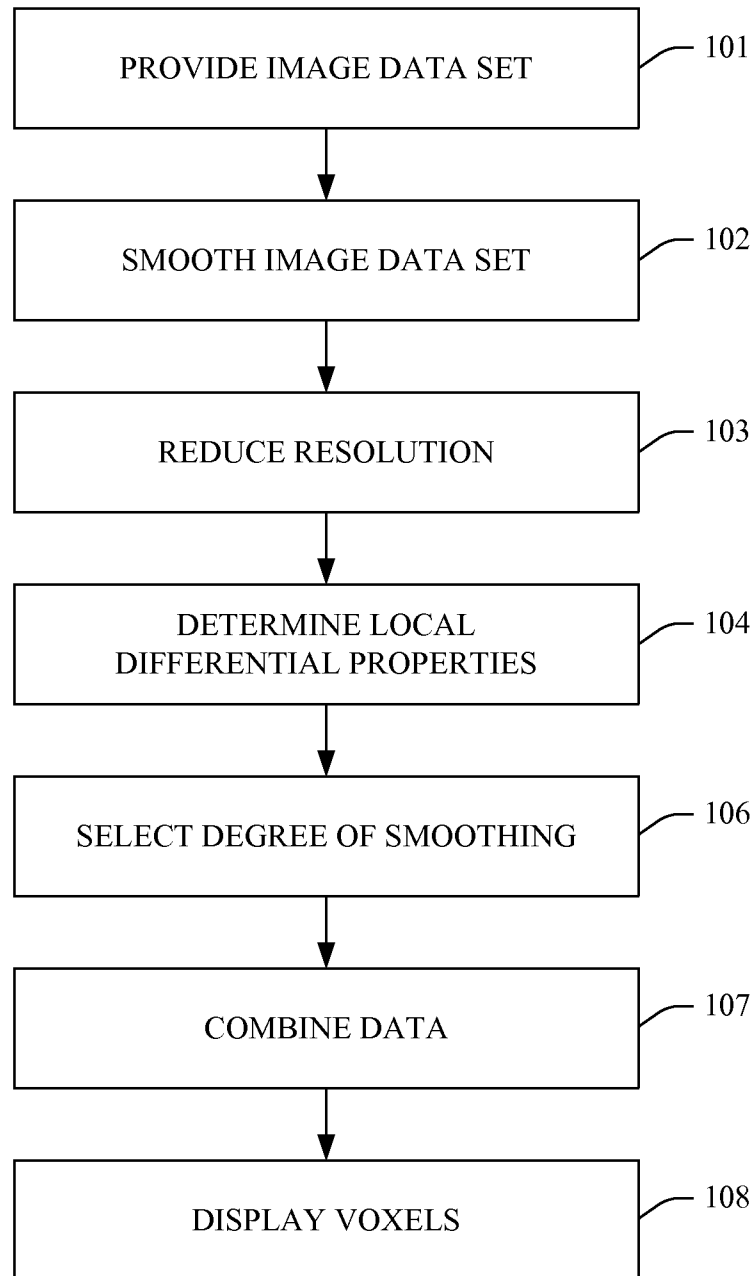 PROVIDE IMAGE DATA SET
101
SMOOTH IMAGE DATA SET
102
REDUCE RESOLUTION
103
DETERMINE LOCAL
DIFFERENTIAL PROPERTIES
104
SELECT DEGREE OF SMOOTHING
106
COMBINE DATA
107
DISPLAY VOXELS
108